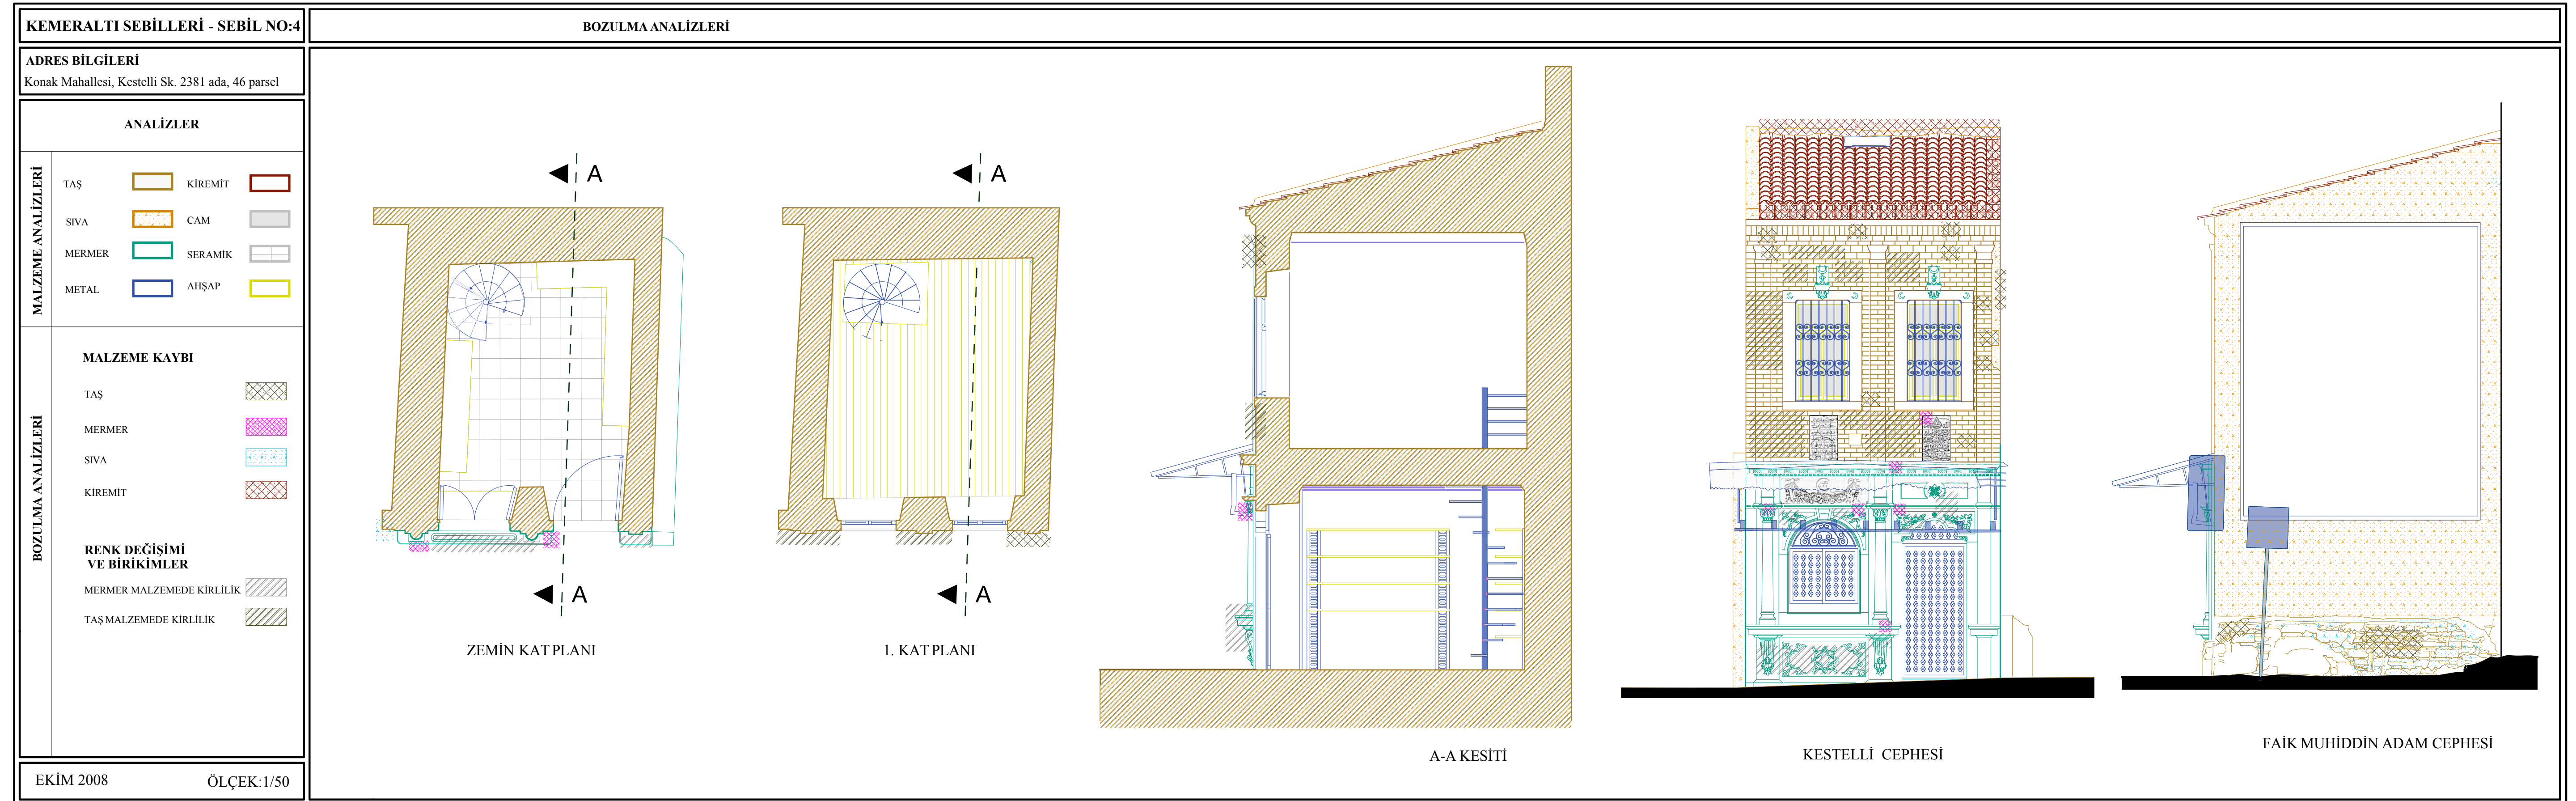 KEMERALTI SEBİLLERİ - SEBİL NO:4
BOZULMA ANALİZLERİ
ADRES BİLGİLERİ
Konak Mahallesi, Kestelli Sk. 2381 ada, 46 parsel
ANALİZLER
MALZEME ANALİZLERİ
TAŞ
KİREMİT
SIVA
CAM
MERMER
SERAMİK
METAL
AHŞAP
BOZULMA ANALİZLERİ
MALZEME KAYBI
TAŞ
MERMER
SIVA
KİREMİT
RENK DEĞİŞİMİ
VE BİRİKİMLER
MERMER MALZEMEDE KİRLİLİK
TAŞ MALZEMEDE KİRLİLİK
EKİM 2008
ÖLÇEK:1/50
A
A
ZEMİN KAT PLANI
A
A
1. KAT PLANI
A-A KESİTİ
KESTELLİ CEPHESİ
FAİK MUHİDDİN ADAM CEPHESİ